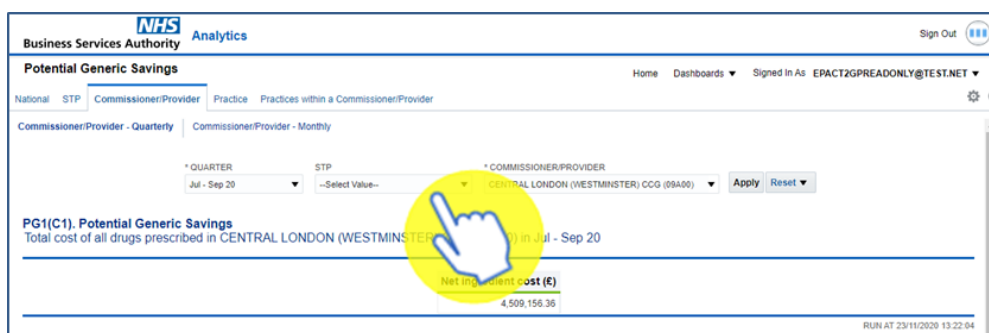 NHS
Business Services Authority
Analytics
Sign Out
Potential Generic Savings
Home Dashboards Signed In As EPACT2GPREADONLY@TEST.NET
National STP Commissioner/Provider Practice Practices within a Commissioner/Provider
Commissioner/Provider - Quarterly Commissioner/Provider - Monthly
* QUARTER STP * COMMISSIONER/PROVIDER
Jul - Sep 20 --Select Value-- CENTRAL LONDON (WESTMINSTER) CCG (09A00) Apply Reset
PG1(C1). Potential Generic Savings
Total cost of all drugs prescribed in CENTRAL LONDON (WESTMINSTER in Jul - Sep 20
Net ingredient cost (£)
4,509,156.36
RUN AT 23/11/2020 13:22:04